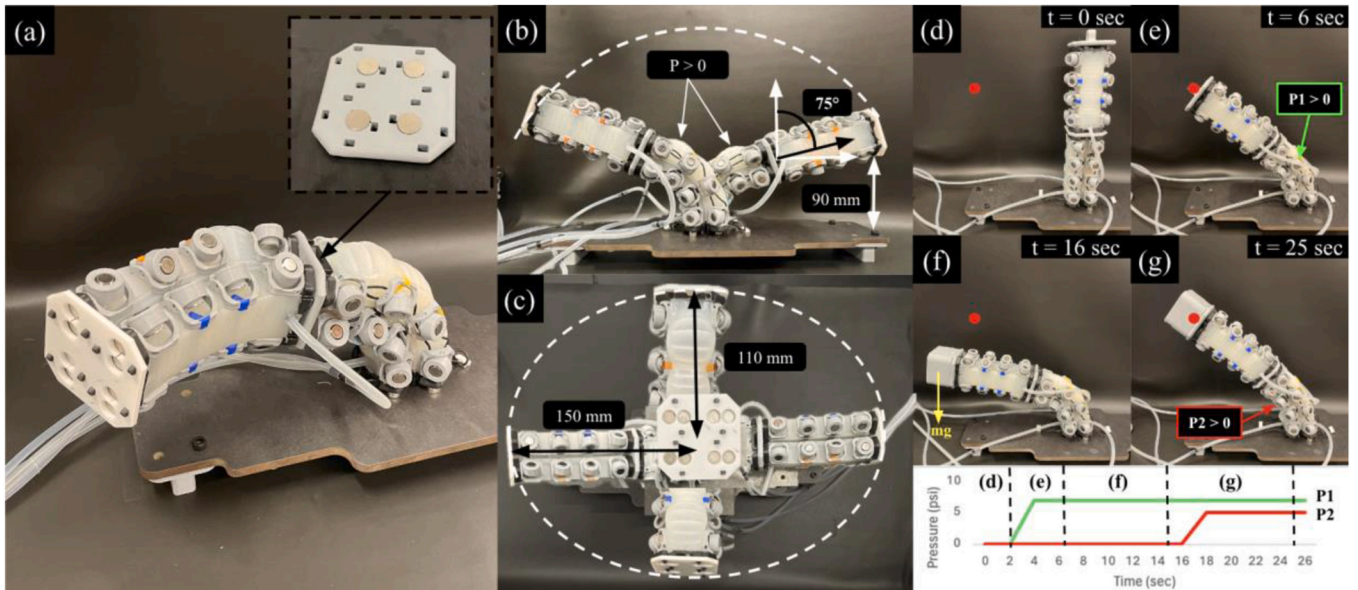 (a)
(b)
P > 0
75°
90 mm
(c)
110 mm
150 mm
(d)
t = 0 sec
(e)
t = 6 sec
P1 > 0
(f)
t = 16 sec
mg
(g)
t = 25 sec
P2 > 0
10
5
0
Pressure (psi)
(d)
(e)
(f)
(g)
P1
P2
0 2 4 6 8 10 12 14 16 18 20 22 24 26
Time (sec)